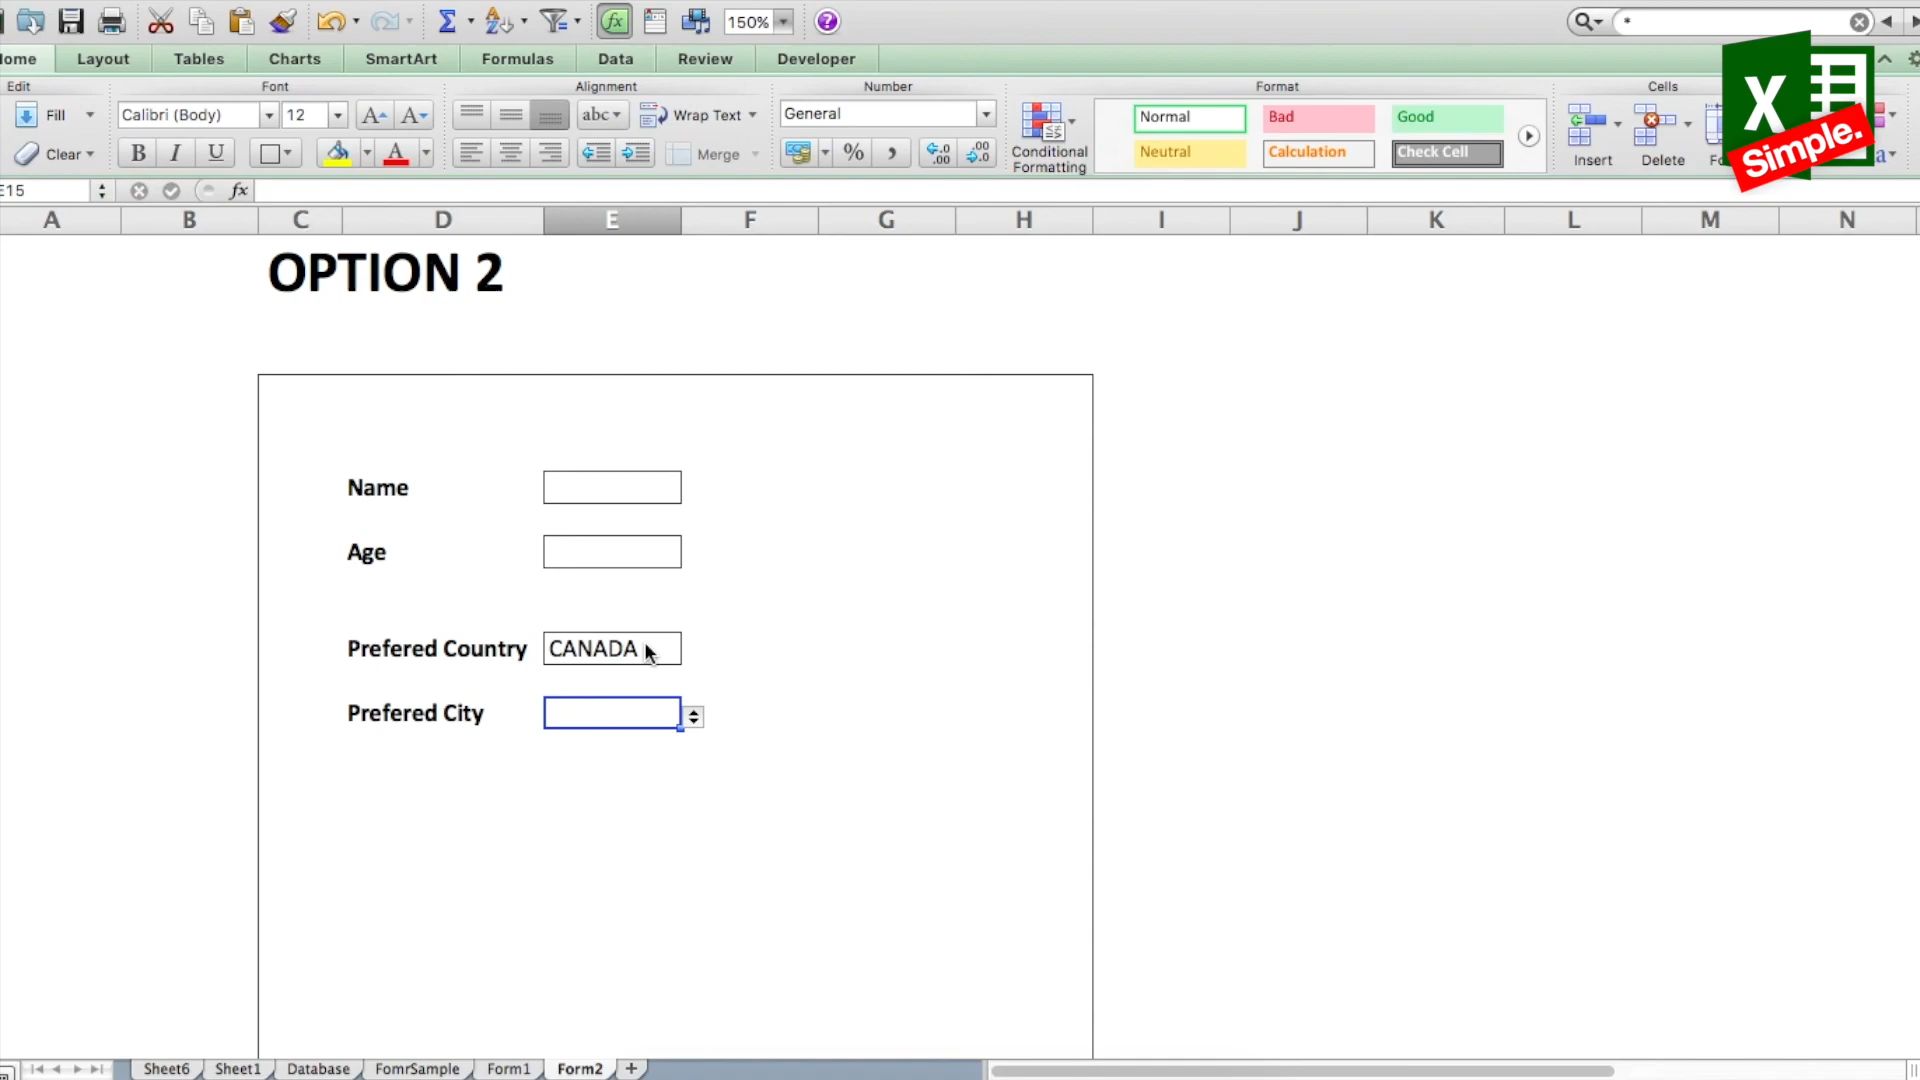 150%
*
ome
Layout
Tables
Charts
SmartArt
Formulas
Data
Review
Developer
Edit
Font
Alignment
Number
Format
Cells
Fill
Calibri (Body)
12
A
A
abc
Wrap Text
General
Normal
Bad
Good
Clear
B I U
A
Merge
%
Conditional
Formatting
Neutral
Calculation
Check Cell
Insert
Delete
X
Simple.
E15
fx
A B C D E F G H I J K L M N
OPTION 2
Name
Age
Prefered Country
CANADA
Prefered City
Sheet6
Sheet1
Database
FomrSample
Form1
Form2
+